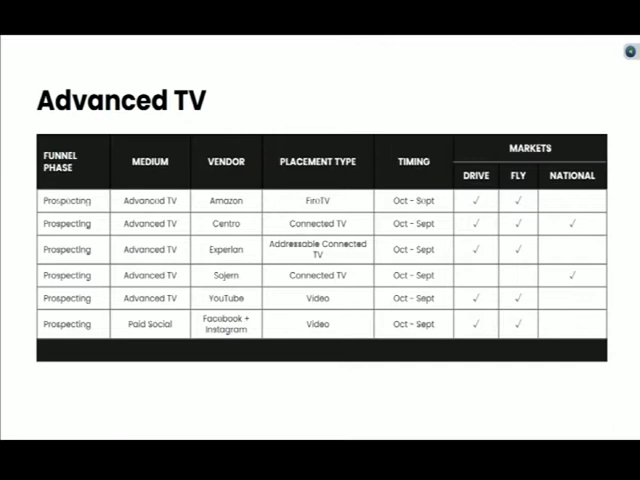 Advanced TV
FUNNEL PHASE MEDIUM VENDOR PLACEMENT TYPE TIMING MARKETS
DRIVE FLY NATIONAL
Prospecting Advanced TV Amazon FireTV Oct - Sept ✓ ✓
Prospecting Advanced TV Centro Connected TV Oct - Sept ✓ ✓ ✓
Prospecting Advanced TV Experian Addressable Connected TV Oct - Sept ✓ ✓
Prospecting Advanced TV Sojern Connected TV Oct - Sept ✓
Prospecting Advanced TV YouTube Video Oct - Sept ✓ ✓
Prospecting Paid Social Facebook + Instagram Video Oct - Sept ✓ ✓